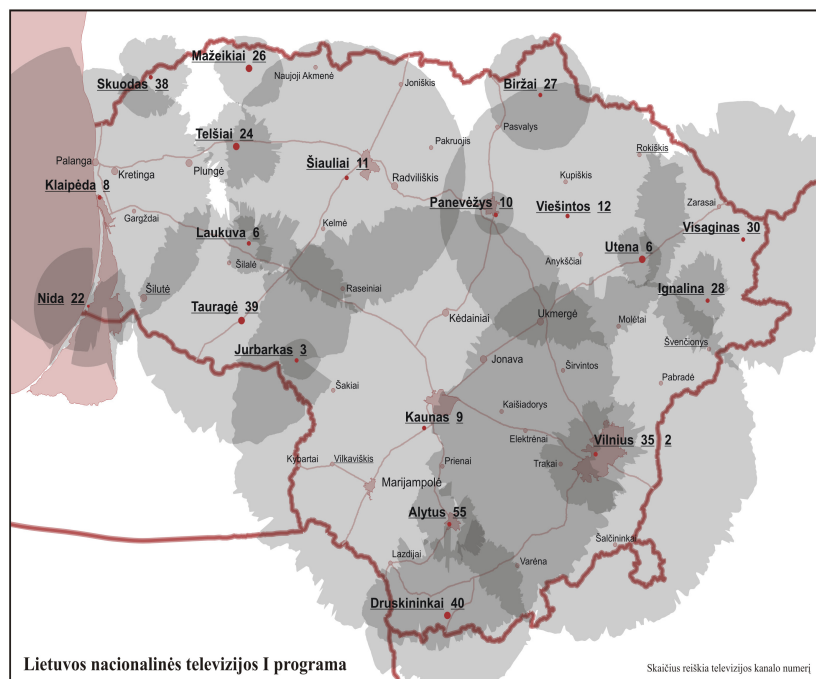 Mažeikiai 26
Skuodas 38
Naujoji Akmenė
Joniškis
Biržai 27
Pasvalys
Telšiai 24
Pakruojis
Rokiškis
Palanga
Kretinga
Plungė
Šiauliai 11
Radviliškis
Kupiškis
Klaipėda 8
Panevėžys 10
Viešintos 12
Zarasai
Gargždai
Kelmė
Visaginas 30
Laukuva 6
Utena 6
Šilalė
Anykščiai
Raseiniai
Ignalina 28
Nida 22
Šilutė
Tauragė 39
Kėdainiai
Ukmergė
Molėtai
Švenčionys
Jurbarkas 3
Jonava
Širvintos
Šakiai
Pabradė
Kaunas 9
Kaišiadorys
Elektrėnai
Vilnius 35 2
Kybartai
Vilkaviškis
Prienai
Trakai
Marijampolė
Alytus 55
Šalčininkai
Lazdijai
Varėna
Druskininkai 40
Lietuvos nacionalinės televizijos I programa
Skaičius reiškia televizijos kanalo numerį